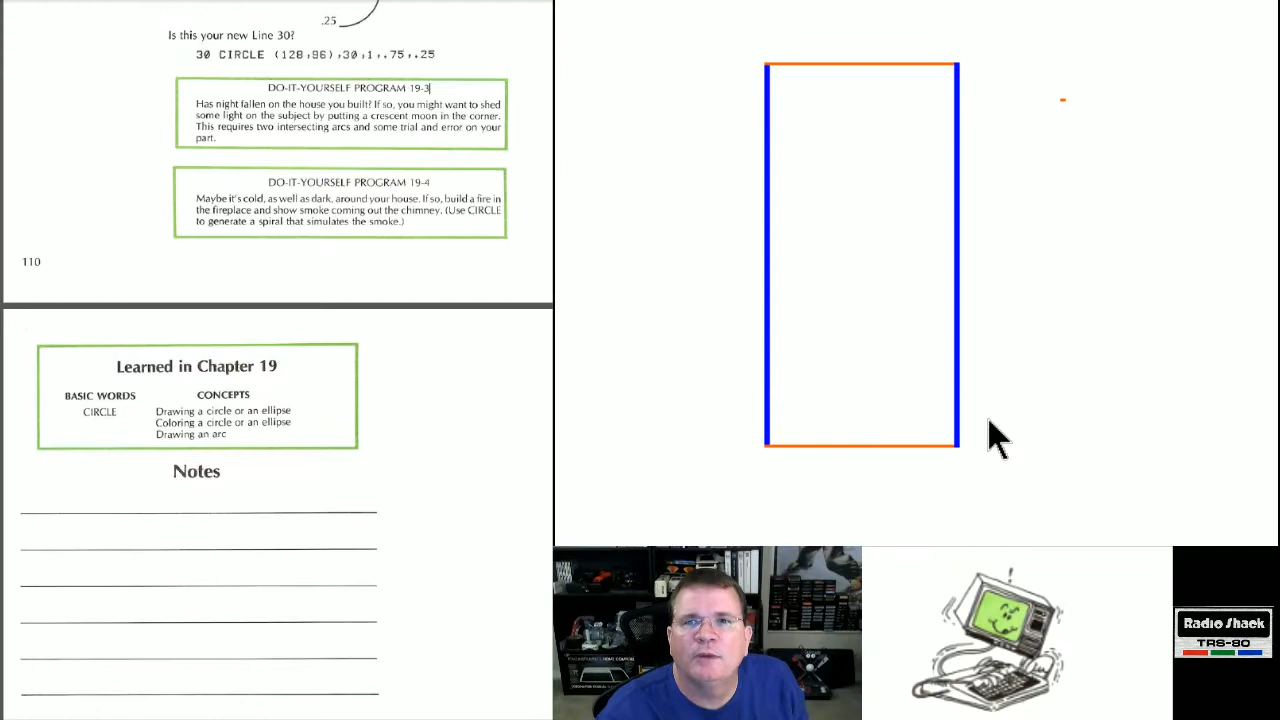 .25
Is this your new Line 30?
30 CIRCLE (128,96),30,1,.75,.25
DO-IT-YOURSELF PROGRAM 19-3
Has night fallen on the house you built? If so, you might want to shed
some light on the subject by putting a crescent moon in the corner.
This requires two intersecting arcs and some trial and error on your
part.
DO-IT-YOURSELF PROGRAM 19-4
Maybe it's cold, as well as dark, around your house. If so, build a fire in
the fireplace and show smoke coming out the chimney. (Use CIRCLE
to generate a spiral that simulates the smoke.)
110
Learned in Chapter 19
BASIC WORDS CONCEPTS
CIRCLE Drawing a circle or an ellipse
Coloring a circle or an ellipse
Drawing an arc
Notes
!
Radio Shack
TRS-80